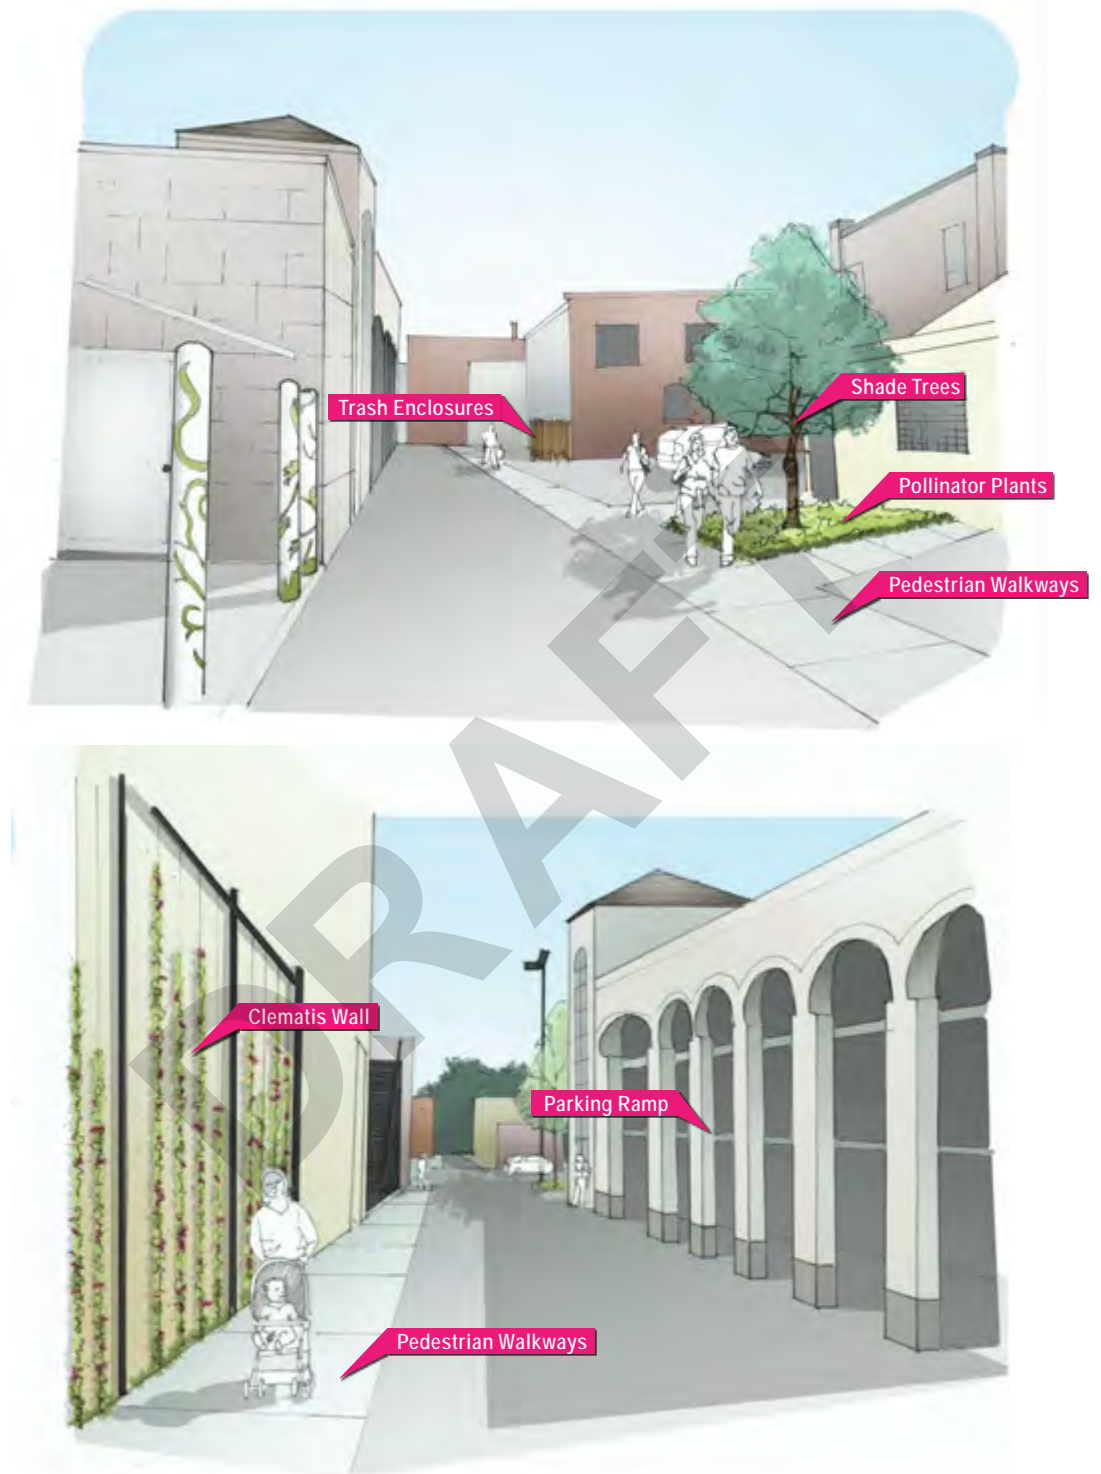 Trash Enclosures
Shade Trees
Pollinator Plants
Pedestrian Walkways
DRAFT
Clematis Wall
Parking Ramp
Pedestrian Walkways